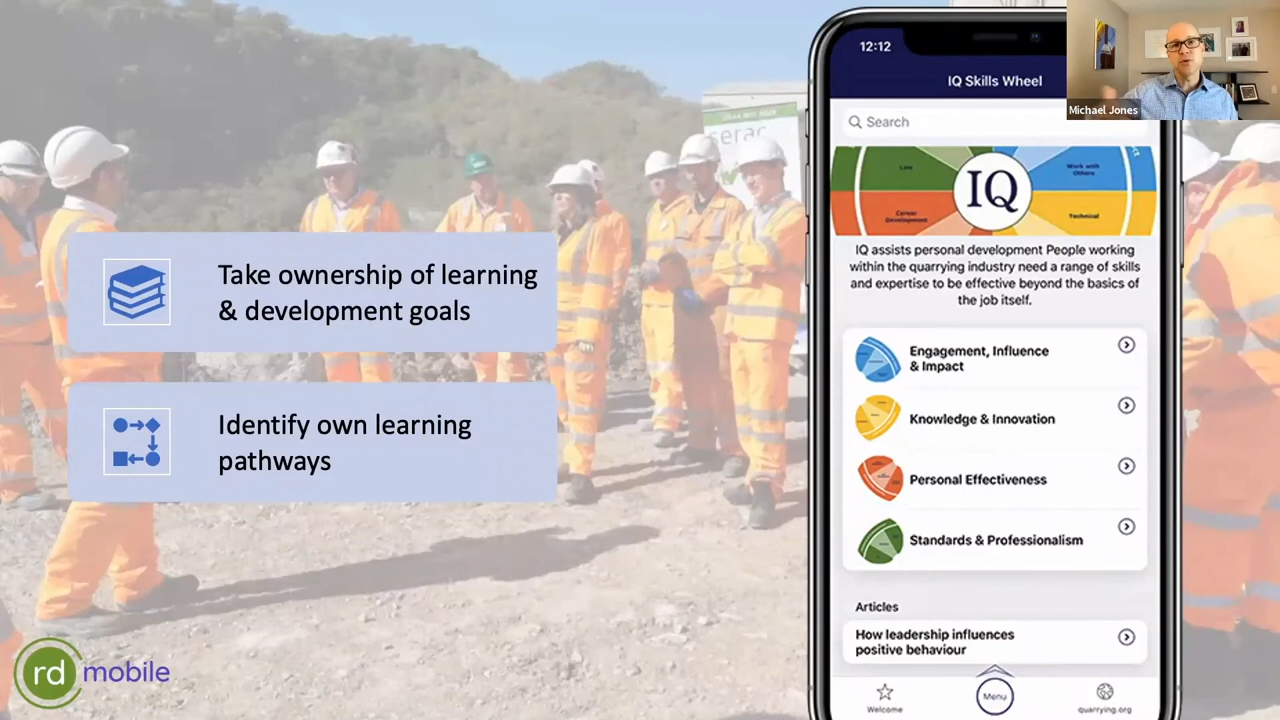 Take ownership of learning
& development goals
Identify own learning
pathways
rd mobile
serac
12:12
IQ Skills Wheel
Search
Law
Work with
Others
IQ
Career
Development
Technical
IQ assists personal development People working
within the quarrying industry need a range of skills
and expertise to be effective beyond the basics of
the job itself.
Engagement, Influence
& Impact
Knowledge & Innovation
Personal Effectiveness
Standards & Professionalism
Articles
How leadership influences
positive behaviour
Welcome
Menu
quarrying.org
Michael Jones